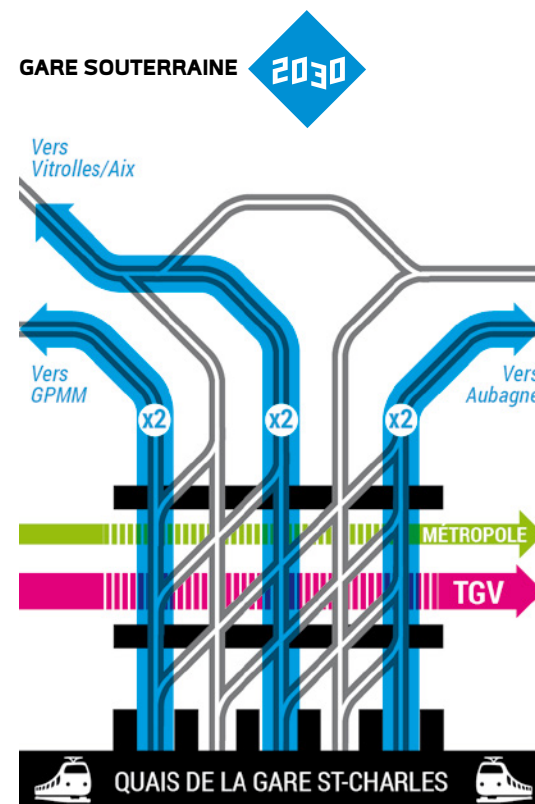 GARE SOUTERRAINE 2030
Vers
Vitrolles/Aix
Vers
GPMM
Vers
Aubagne
x2 x2 x2
MÉTROPOLE
TGV
QUAIS DE LA GARE ST-CHARLES